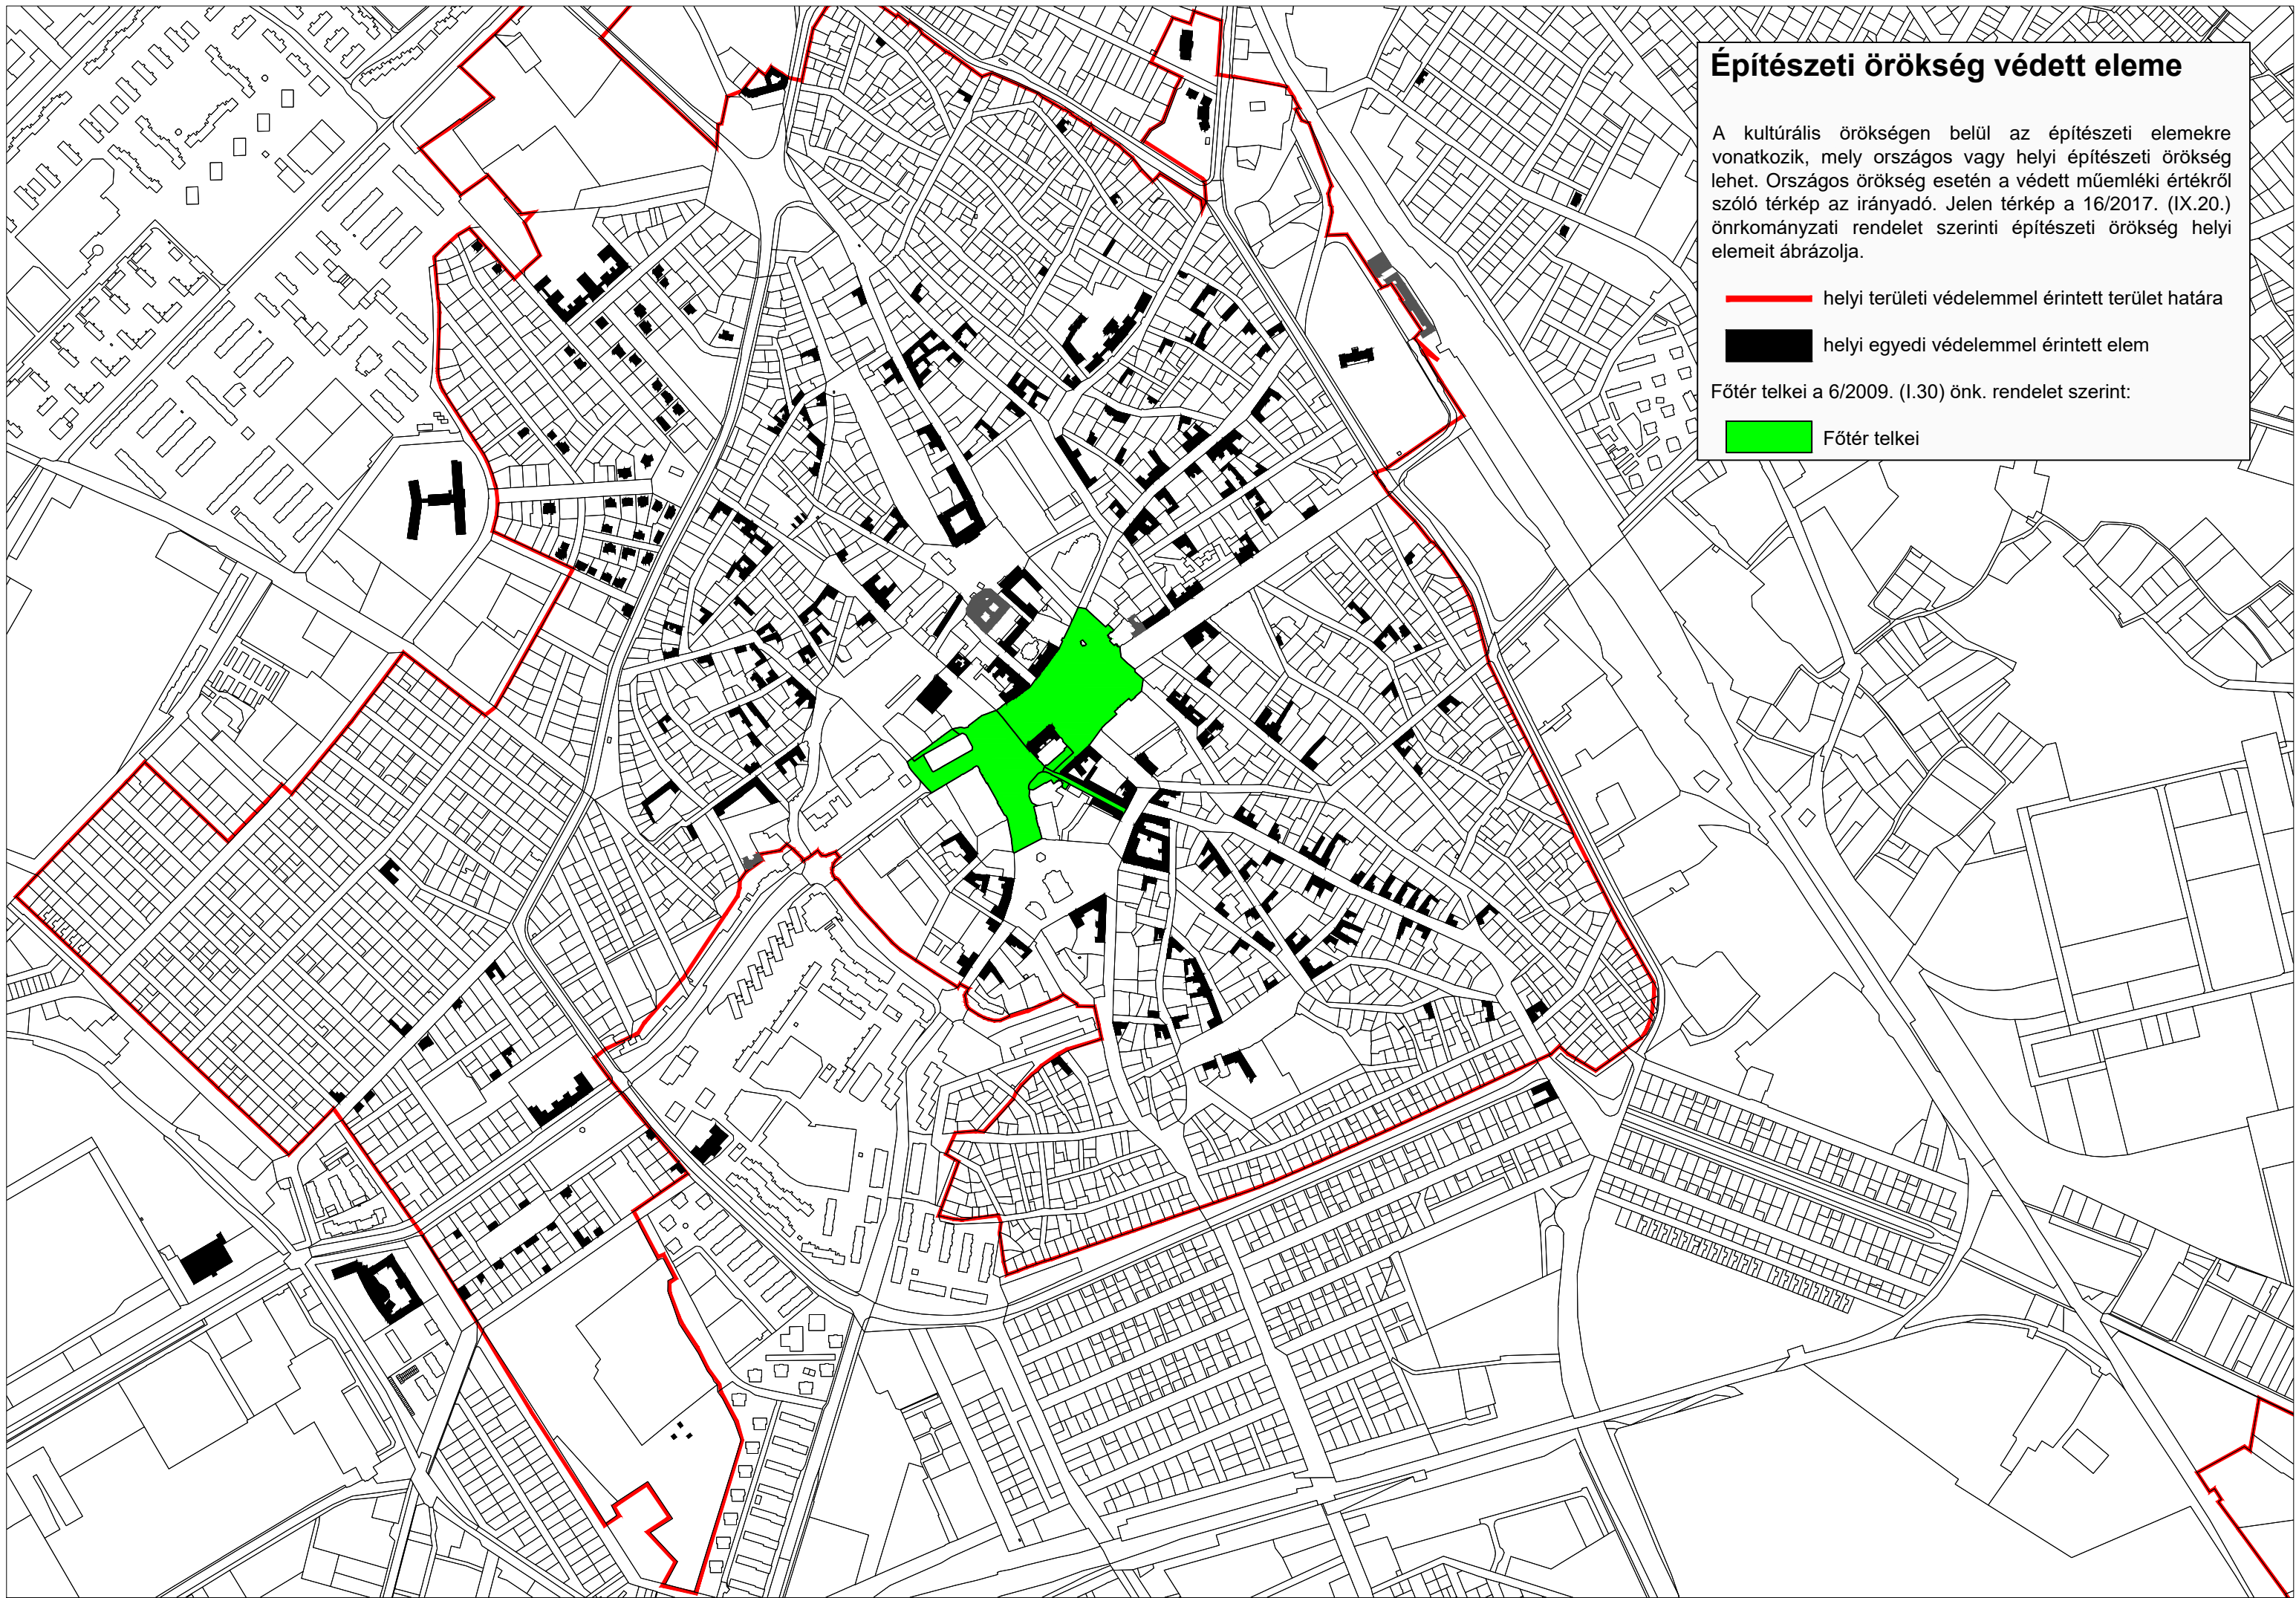 Építészeti örökség védett eleme
A kultúrális örökségen belül az építészeti elemekre
vonatkozik, mely országos vagy helyi építészeti örökség
lehet. Országos örökség esetén a védett műemléki értékről
szóló térkép az irányadó. Jelen térkép a 16/2017. (IX.20.)
önrkományzati rendelet szerinti építészeti örökség helyi
elemeit ábrázolja.
helyi területi védelemmel érintett terület határa
helyi egyedi védelemmel érintett elem
Főtér telkei a 6/2009. (I.30) önk. rendelet szerint:
Főtér telkei